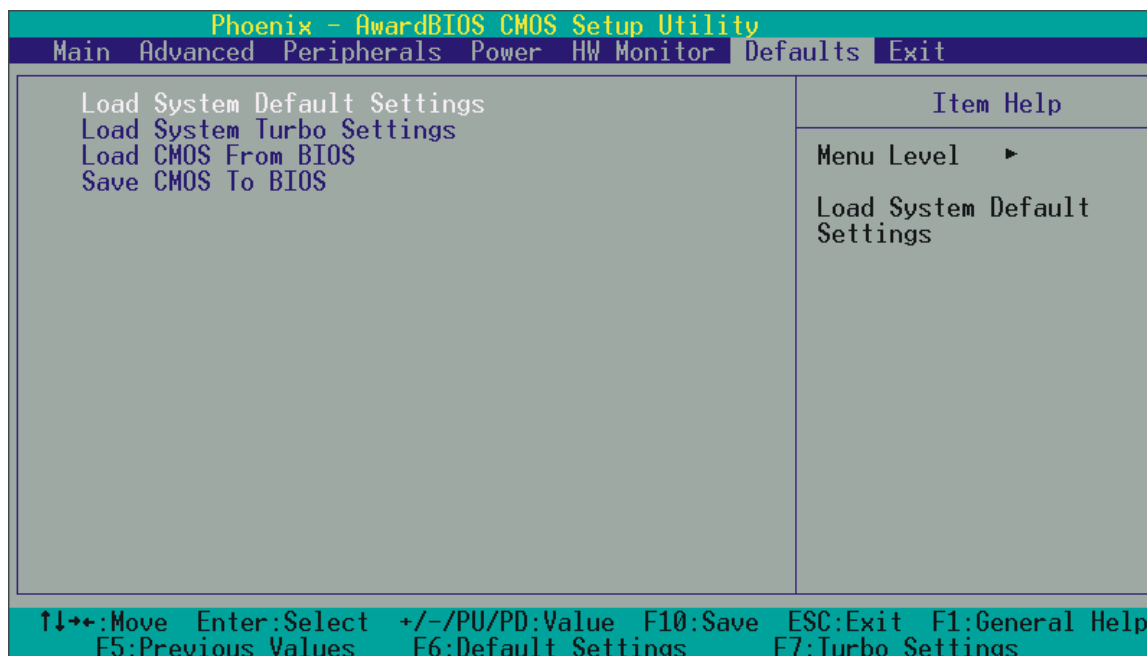 Phoenix - AwardBIOS CMOS Setup Utility
Main Advanced Peripherals Power HW Monitor Defaults Exit
Load System Default Settings
Load System Turbo Settings
Load CMOS From BIOS
Save CMOS To BIOS
Item Help
Menu Level ►
Load System Default
Settings
↑↓→←:Move Enter:Select +/-/PU/PD:Value F10:Save ESC:Exit F1:General Help
F5:Previous Values F6:Default Settings F7:Turbo Settings